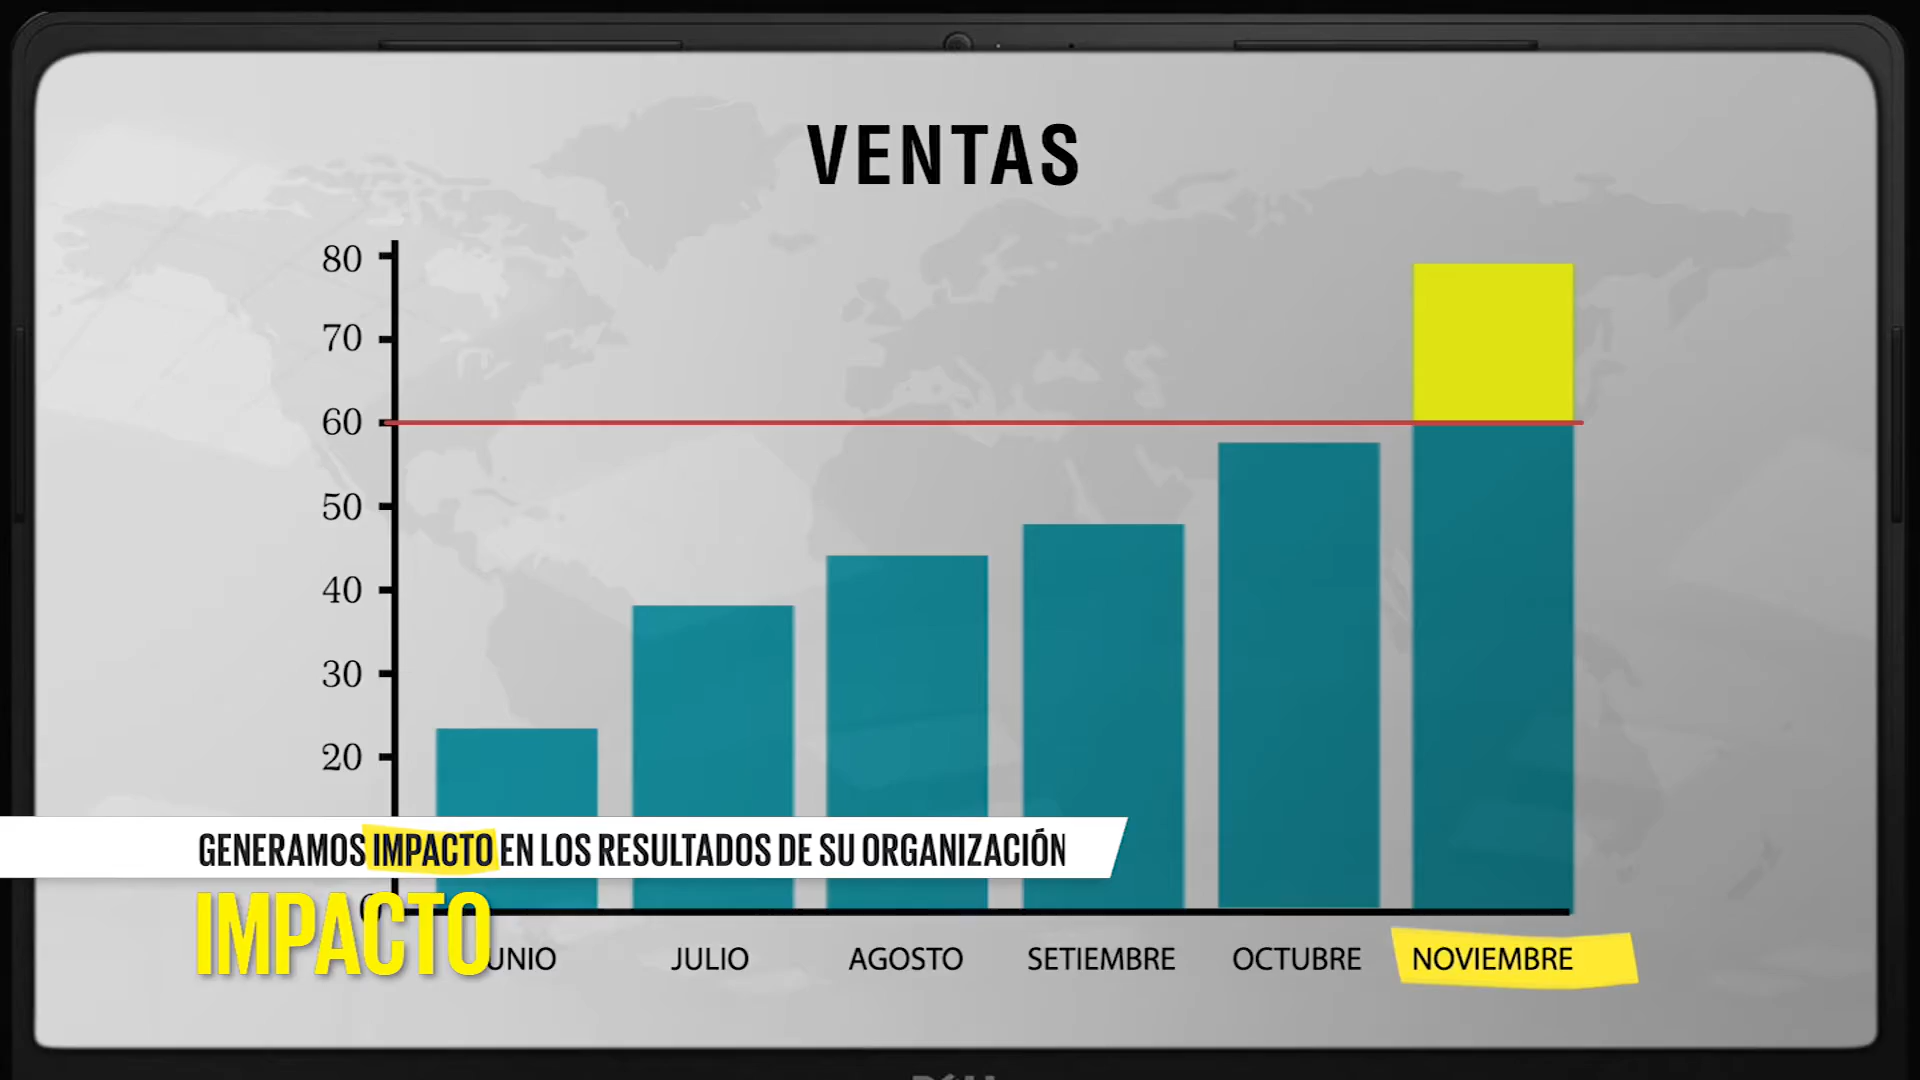 VENTAS
80
70
60
50
40
30
20
GENERAMOS IMPACTO EN LOS RESULTADOS DE SU ORGANIZACIÓN
IMPACTO
UNIO JULIO AGOSTO SETIEMBRE OCTUBRE NOVIEMBRE